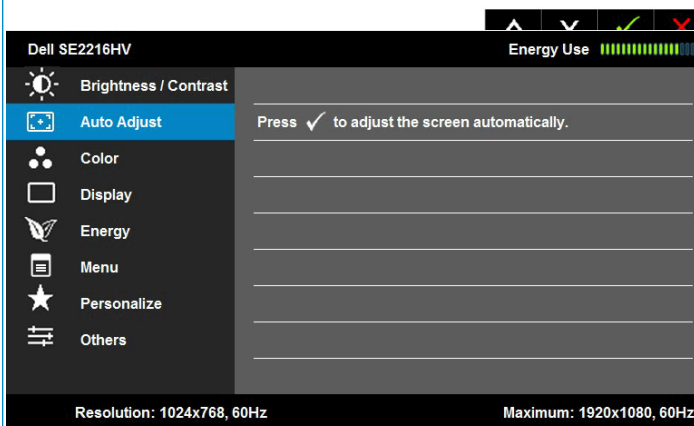 Dell SE2216HV Energy Use
Brightness / Contrast
Auto Adjust Press ✓ to adjust the screen automatically.
Color
Display
Energy
Menu
Personalize
Others
Resolution: 1024x768, 60Hz Maximum: 1920x1080, 60Hz